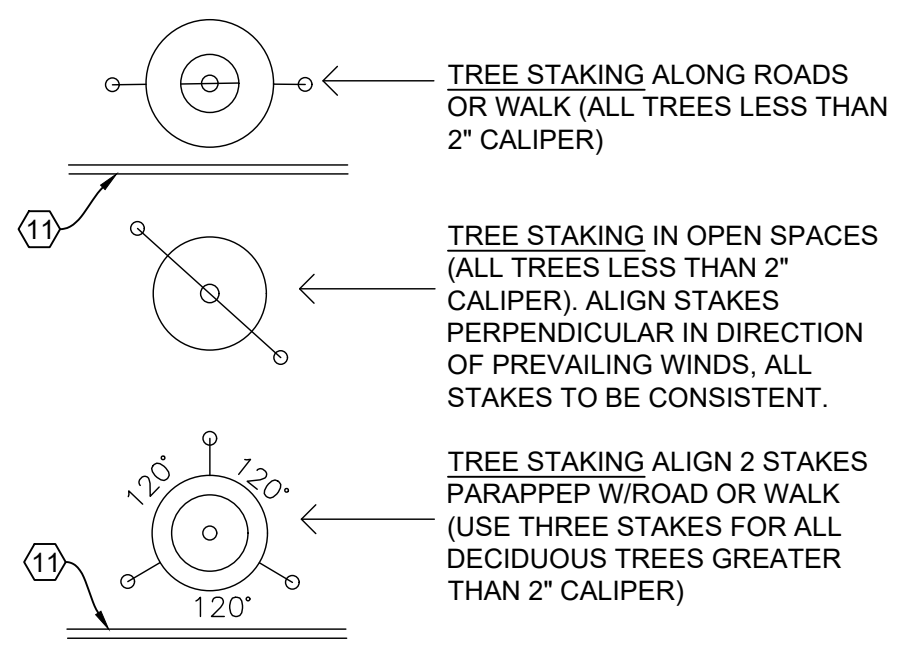 TREE STAKING ALONG ROADS
OR WALK (ALL TREES LESS THAN
2" CALIPER)
11
TREE STAKING IN OPEN SPACES
(ALL TREES LESS THAN 2"
CALIPER). ALIGN STAKES
PERPENDICULAR IN DIRECTION
OF PREVAILING WINDS, ALL
STAKES TO BE CONSISTENT.
120° 120°
120°
11
TREE STAKING ALIGN 2 STAKES
PARAPPEP W/ROAD OR WALK
(USE THREE STAKES FOR ALL
DECIDUOUS TREES GREATER
THAN 2" CALIPER)